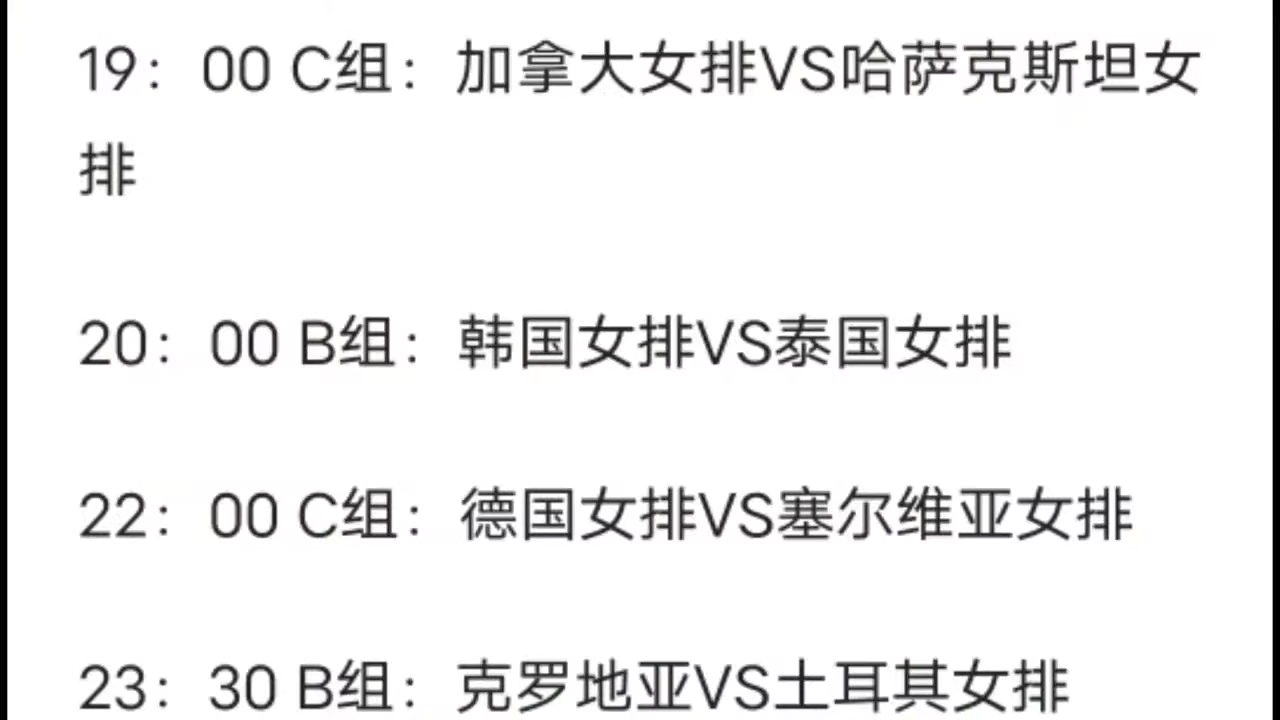 19：00 C组：加拿大女排VS哈萨克斯坦女
排
20：00 B组：韩国女排VS泰国女排
22：00 C组：德国女排VS塞尔维亚女排
23：30 B组：克罗地亚VS土耳其女排